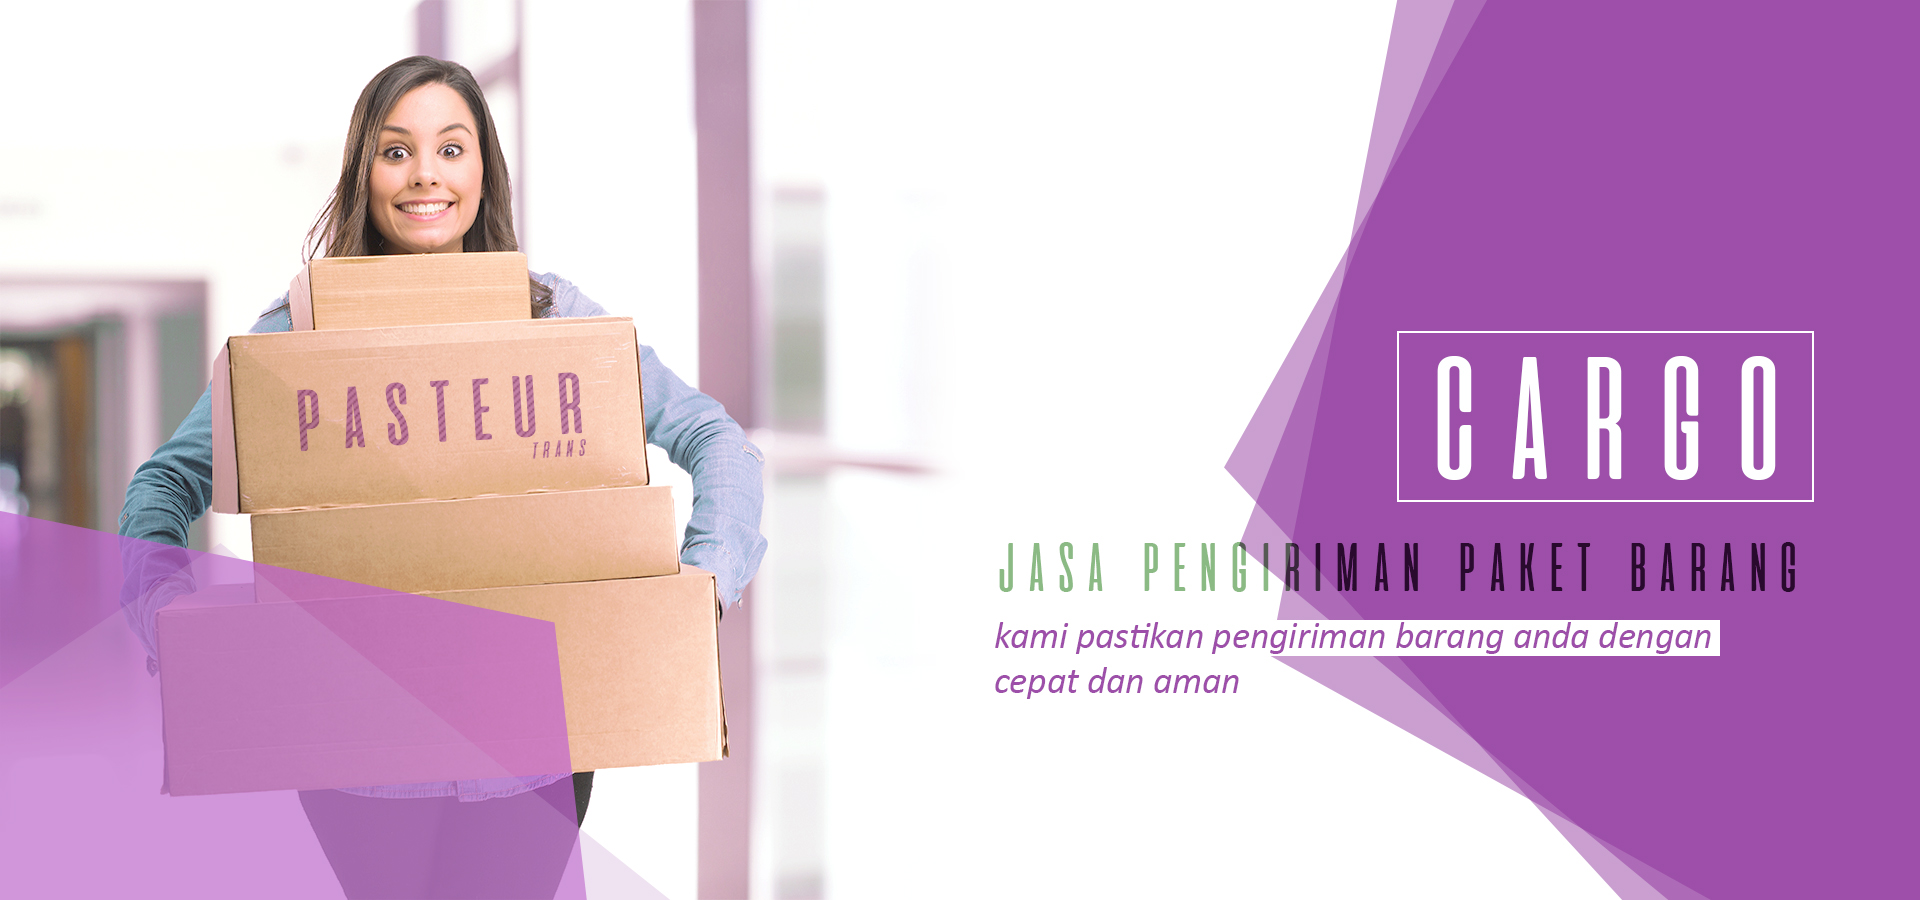 PASTEUR
TRANS
CARGO
JASA PENGIRIMAN PAKET BARANG
kami pastikan pengiriman barang anda dengan
cepat dan aman